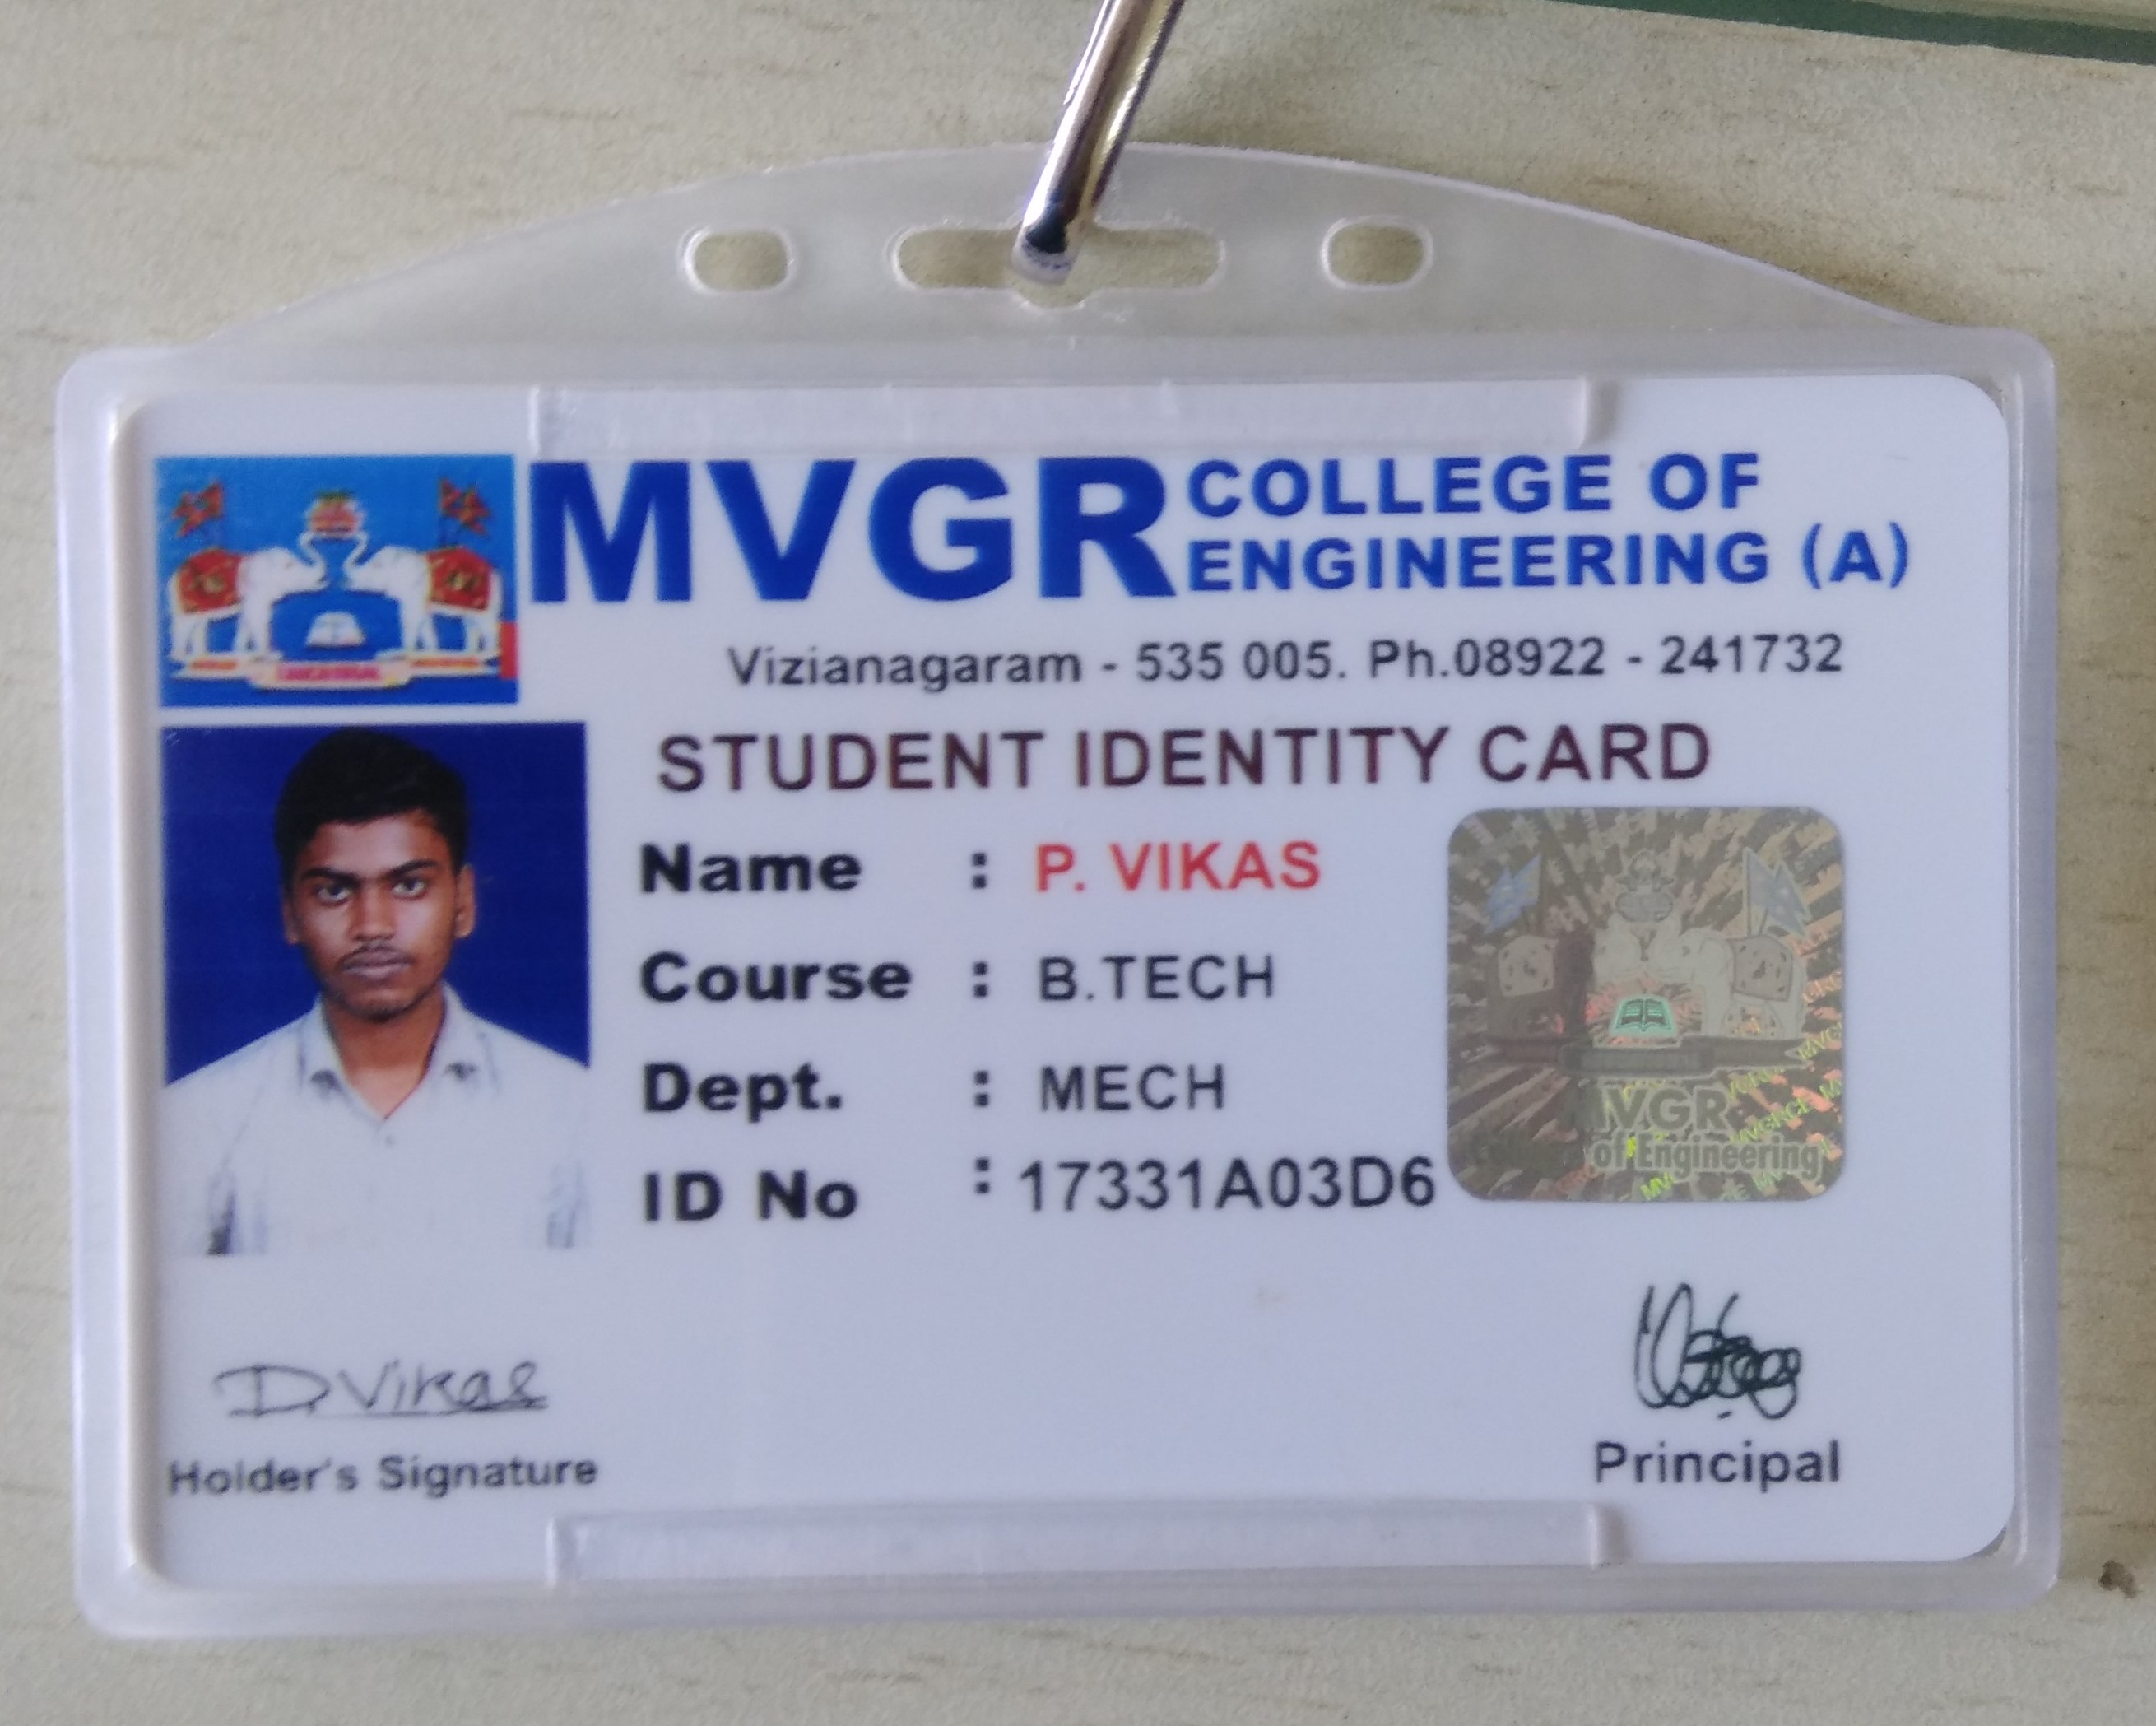 MVGR COLLEGE OF
ENGINEERING (A)
Vizianagaram - 535 005. Ph.08922 - 241732
STUDENT IDENTITY CARD
Name : P. VIKAS
Course : B.TECH
Dept. : MECH
ID No : 17331A03D6
MVGR
of Engineering
D.Vikas
Holder's Signature
Principal